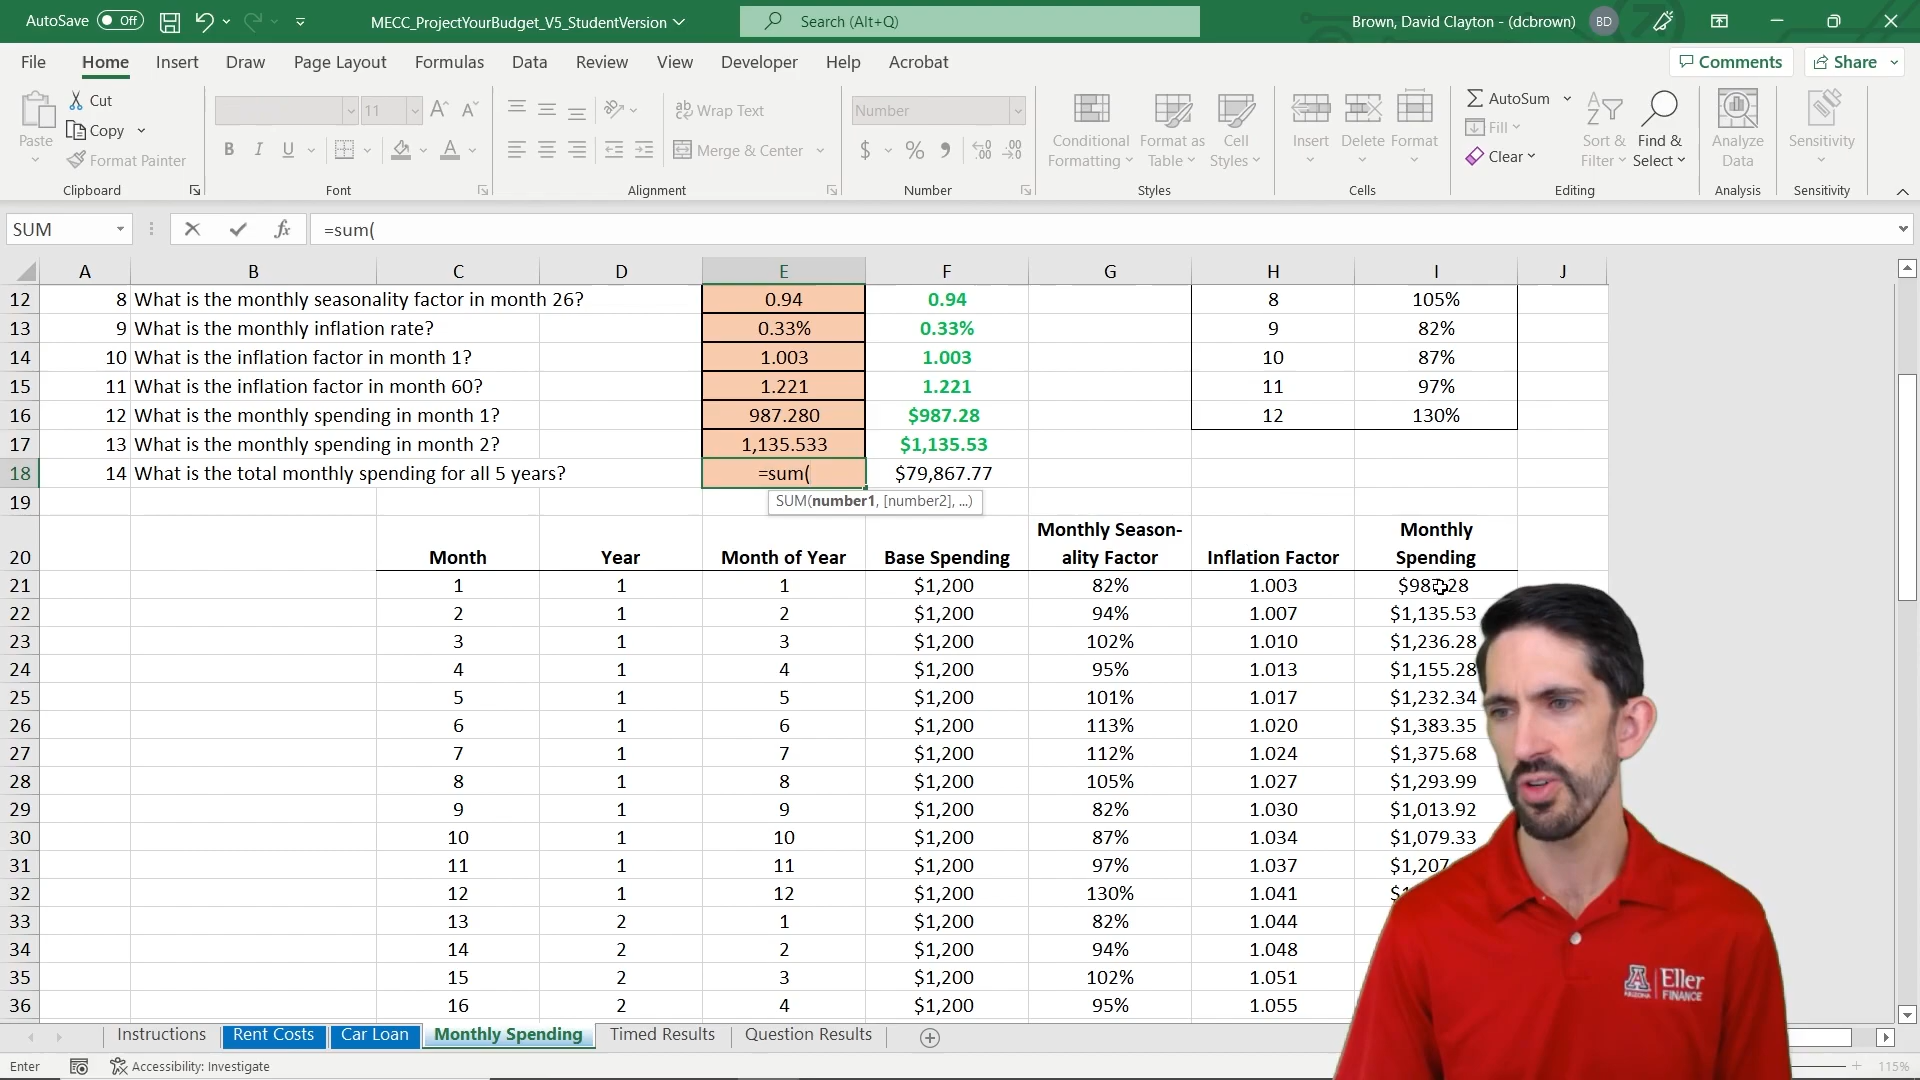 AutoSave Off MECC_ProjectYourBudget_V5_StudentVersion Search (Alt+Q) Brown, David Clayton - (dcbrown) BD
File Home Insert Draw Page Layout Formulas Data Review View Developer Help Acrobat Comments Share
Paste Cut Copy Format Painter Clipboard
11 B I U Font
Wrap Text Merge & Center Alignment
Number $ % Number
Conditional Formatting Format as Table Cell Styles Styles
Insert Delete Format Cells
AutoSum Fill Clear Sort & Filter Find & Select Editing
Analyze Data Analysis
Sensitivity Sensitivity
SUM fx =sum(
A B C D E F G H I J
12 8 What is the monthly seasonality factor in month 26? 0.94 0.94 8 105%
13 9 What is the monthly inflation rate? 0.33% 0.33% 9 82%
14 10 What is the inflation factor in month 1? 1.003 1.003 10 87%
15 11 What is the inflation factor in month 60? 1.221 1.221 11 97%
16 12 What is the monthly spending in month 1? 987.280 $987.28 12 130%
17 13 What is the monthly spending in month 2? 1,135.533 $1,135.53
18 14 What is the total monthly spending for all 5 years? =sum( $79,867.77
19 SUM(number1, [number2], ...)
Monthly Season- Monthly
20 Month Year Month of Year Base Spending ality Factor Inflation Factor Spending
21 1 1 1 $1,200 82% 1.003
22 2 1 2 $1,200 94% 1.007 $1,135.53
23 3 1 3 $1,200 102% 1.010 $1,236.28
24 4 1 4 $1,200 95% 1.013 $1,155.28
25 5 1 5 $1,200 101% 1.017 $1,232.34
26 6 1 6 $1,200 113% 1.020 $1,383.35
27 7 1 7 $1,200 112% 1.024 $1,375.68
28 8 1 8 $1,200 105% 1.027 $1,293.99
29 9 1 9 $1,200 82% 1.030 $1,013.92
30 10 1 10 $1,200 87% 1.034 $1,079.33
31 11 1 11 $1,200 97% 1.037
32 12 1 12 $1,200 130% 1.041
33 13 2 1 $1,200 82% 1.044
34 14 2 2 $1,200 94% 1.048
35 15 2 3 $1,200 102% 1.051
36 16 2 4 $1,200 95% 1.055
A ARIZONA Eller FINANCE
Instructions Rent Costs Car Loan Monthly Spending Timed Results Question Results
Enter Accessibility: Investigate 115%